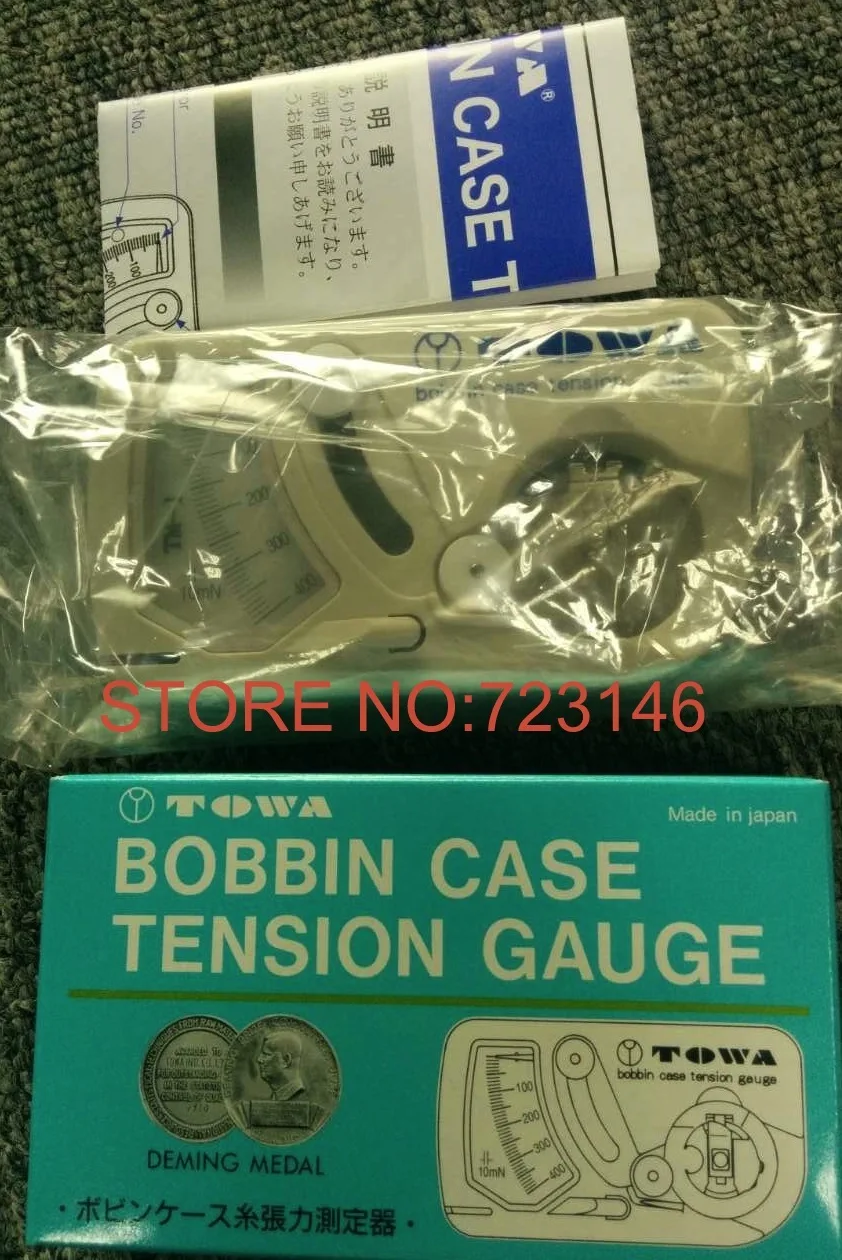 WA®
N CASE T
説明書
ありがとうございます。
説明書をお読みになり、
うお願い申しあげます。
or
No.
100
200
TOWA
bobbin case tension
200
300
400
10mN
STORE NO:723146
TOWA
Made in japan
BOBBIN CASE
TENSION GAUGE
AWARDED TO
DEMING MEDAL
TOWA
bobbin case tension gauge
100
200
300
400
10mN
・ボビンケース糸張力測定器・